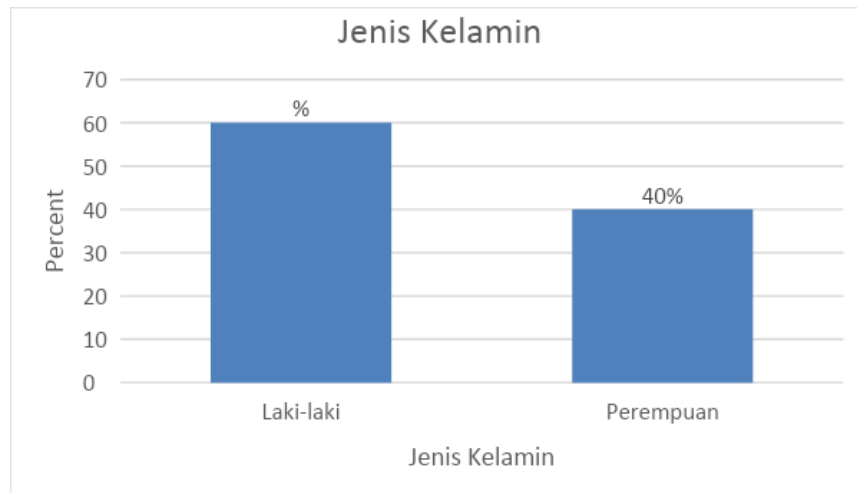 Jenis Kelamin
70
60
50
40
30
20
10
0
Percent
%
40%
Laki-laki
Perempuan
Jenis Kelamin